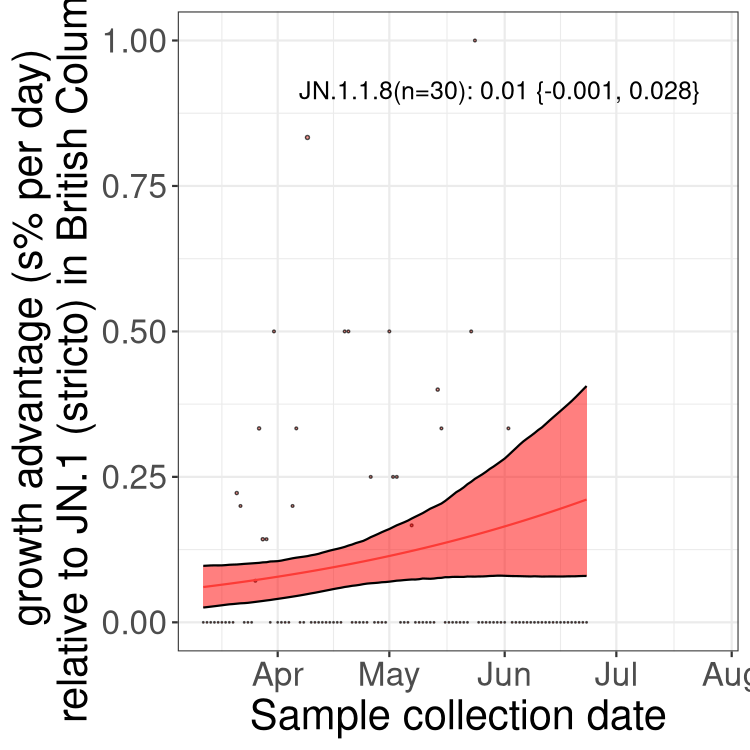 growth advantage (s% per day)
relative to JN.1 (stricto) in British Colum
1.00
0.75
0.50
0.25
0.00
JN.1.1.8(n=30): 0.01 {-0.001, 0.028}
Apr May Jun Jul Aug
Sample collection date